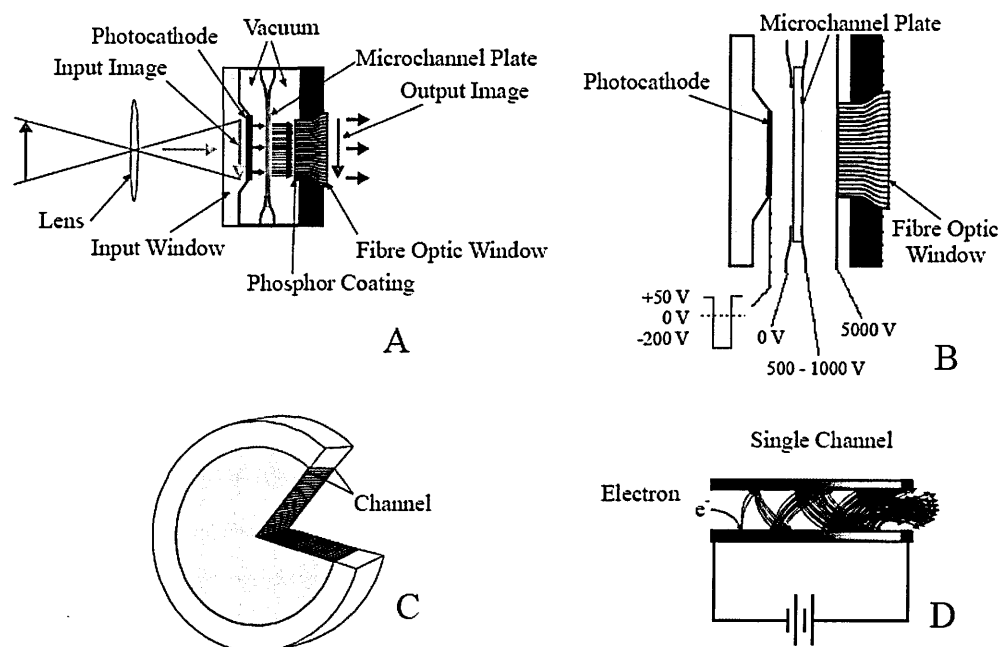 Photocathode
Vacuum
Input Image
Microchannel Plate
Output Image
Lens
Input Window
Fibre Optic Window
Phosphor Coating
A
Microchannel Plate
Photocathode
Fibre Optic
Window
+50 V
0 V
-200 V
0 V
5000 V
500 - 1000 V
B
Channel
C
Single Channel
Electron
e-
D